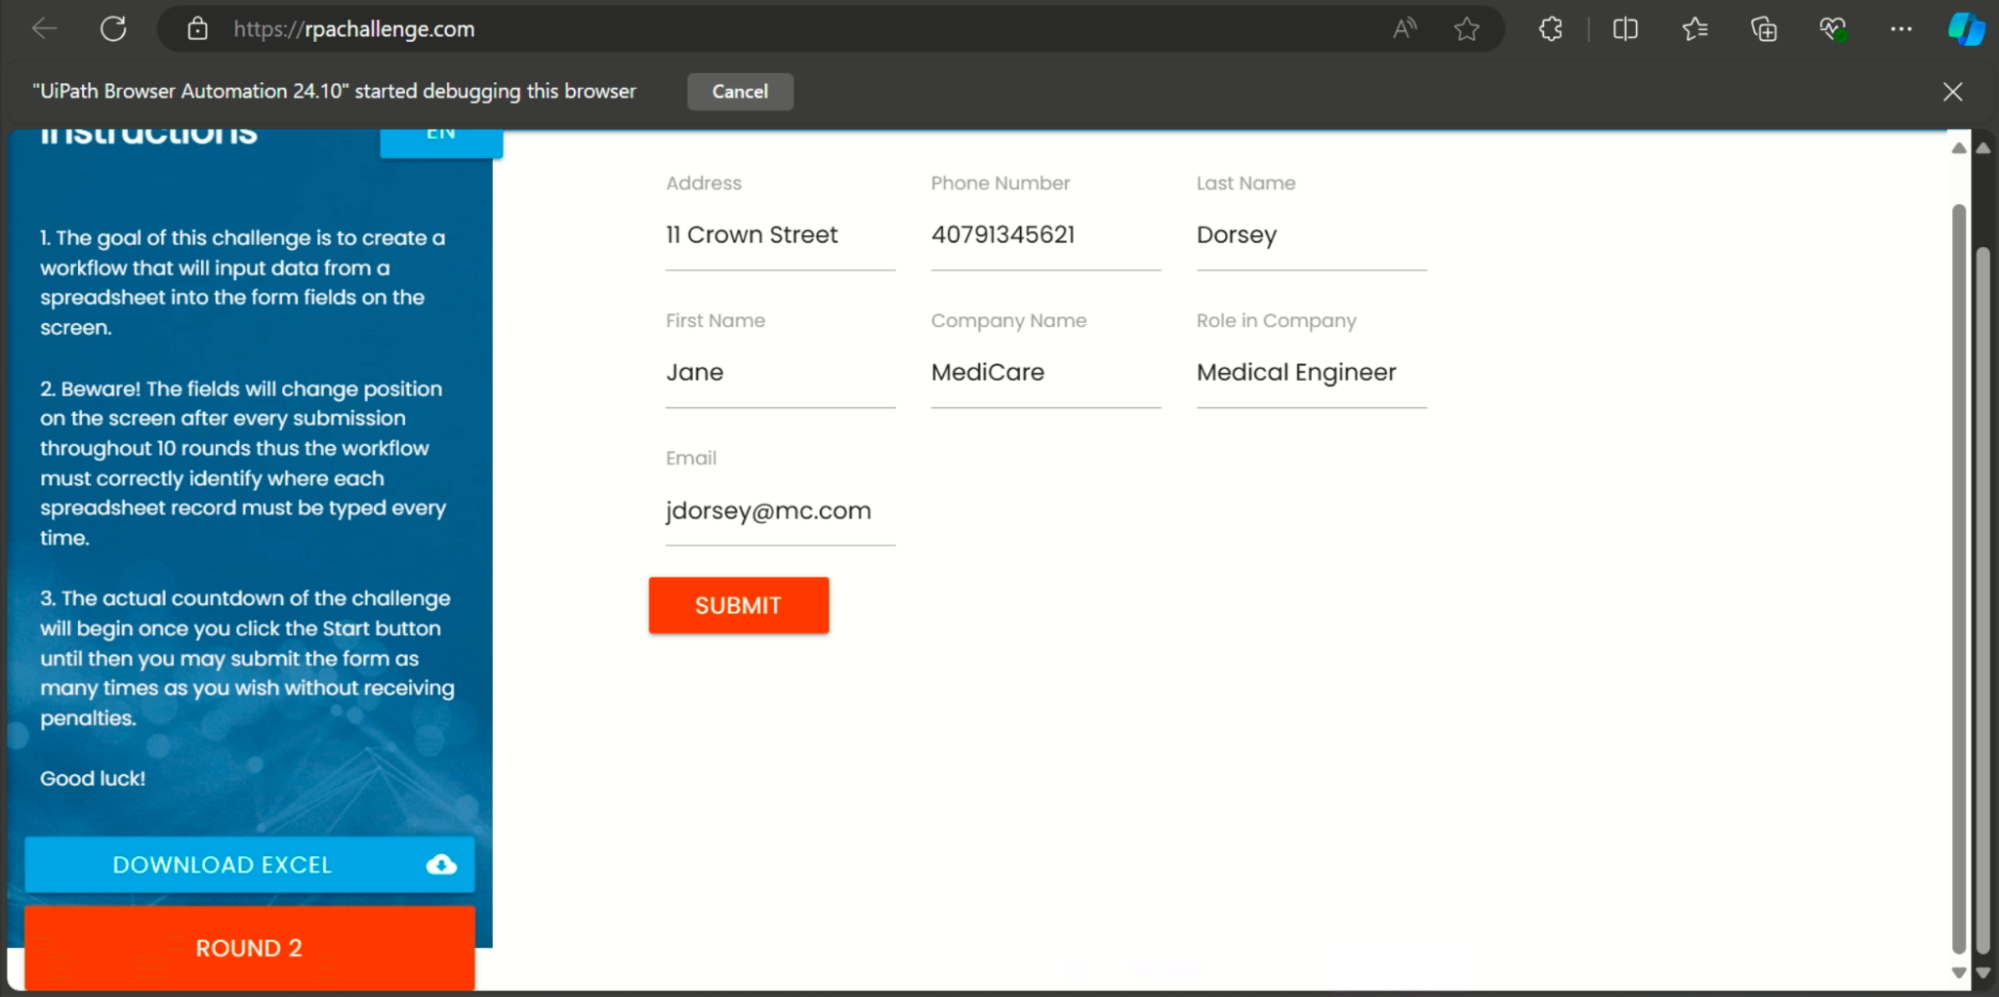 https://rpachallenge.com
"UiPath Browser Automation 24.10" started debugging this browser
Cancel
Instructions
EN
1. The goal of this challenge is to create a
workflow that will input data from a
spreadsheet into the form fields on the
screen.
2. Beware! The fields will change position
on the screen after every submission
throughout 10 rounds thus the workflow
must correctly identify where each
spreadsheet record must be typed every
time.
3. The actual countdown of the challenge
will begin once you click the Start button
until then you may submit the form as
many times as you wish without receiving
penalties.
Good luck!
DOWNLOAD EXCEL
ROUND 2
Address
Phone Number
Last Name
11 Crown Street
40791345621
Dorsey
First Name
Company Name
Role in Company
Jane
MediCare
Medical Engineer
Email
jdorsey@mc.com
SUBMIT